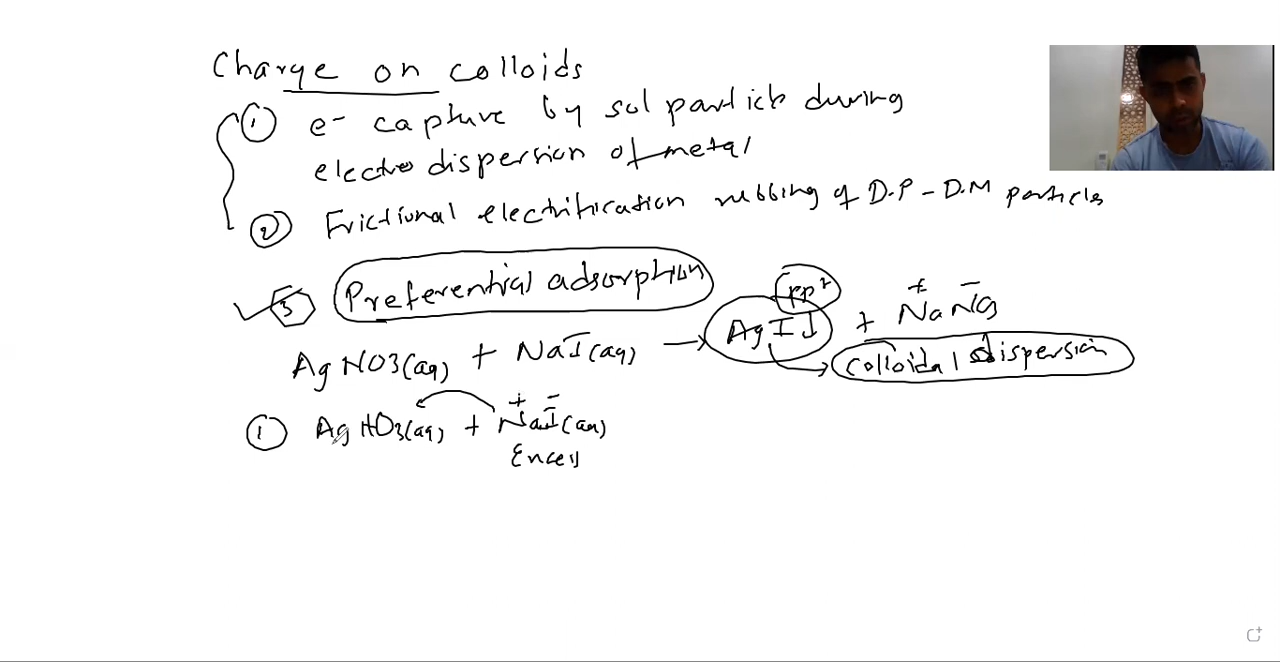 Charge on colloids
① e- capture by sol particle during
electro dispersion of metal
② Frictional electrification rubbing of D.P - D.M particles
③ Preferential adsorption
ppt
AgNO3(aq) + NaI(aq) → AgI↓ + NaNO3
+ -
colloidal dispersion
① AgNO3(aq) + NaI(aq)
+ -
Excess